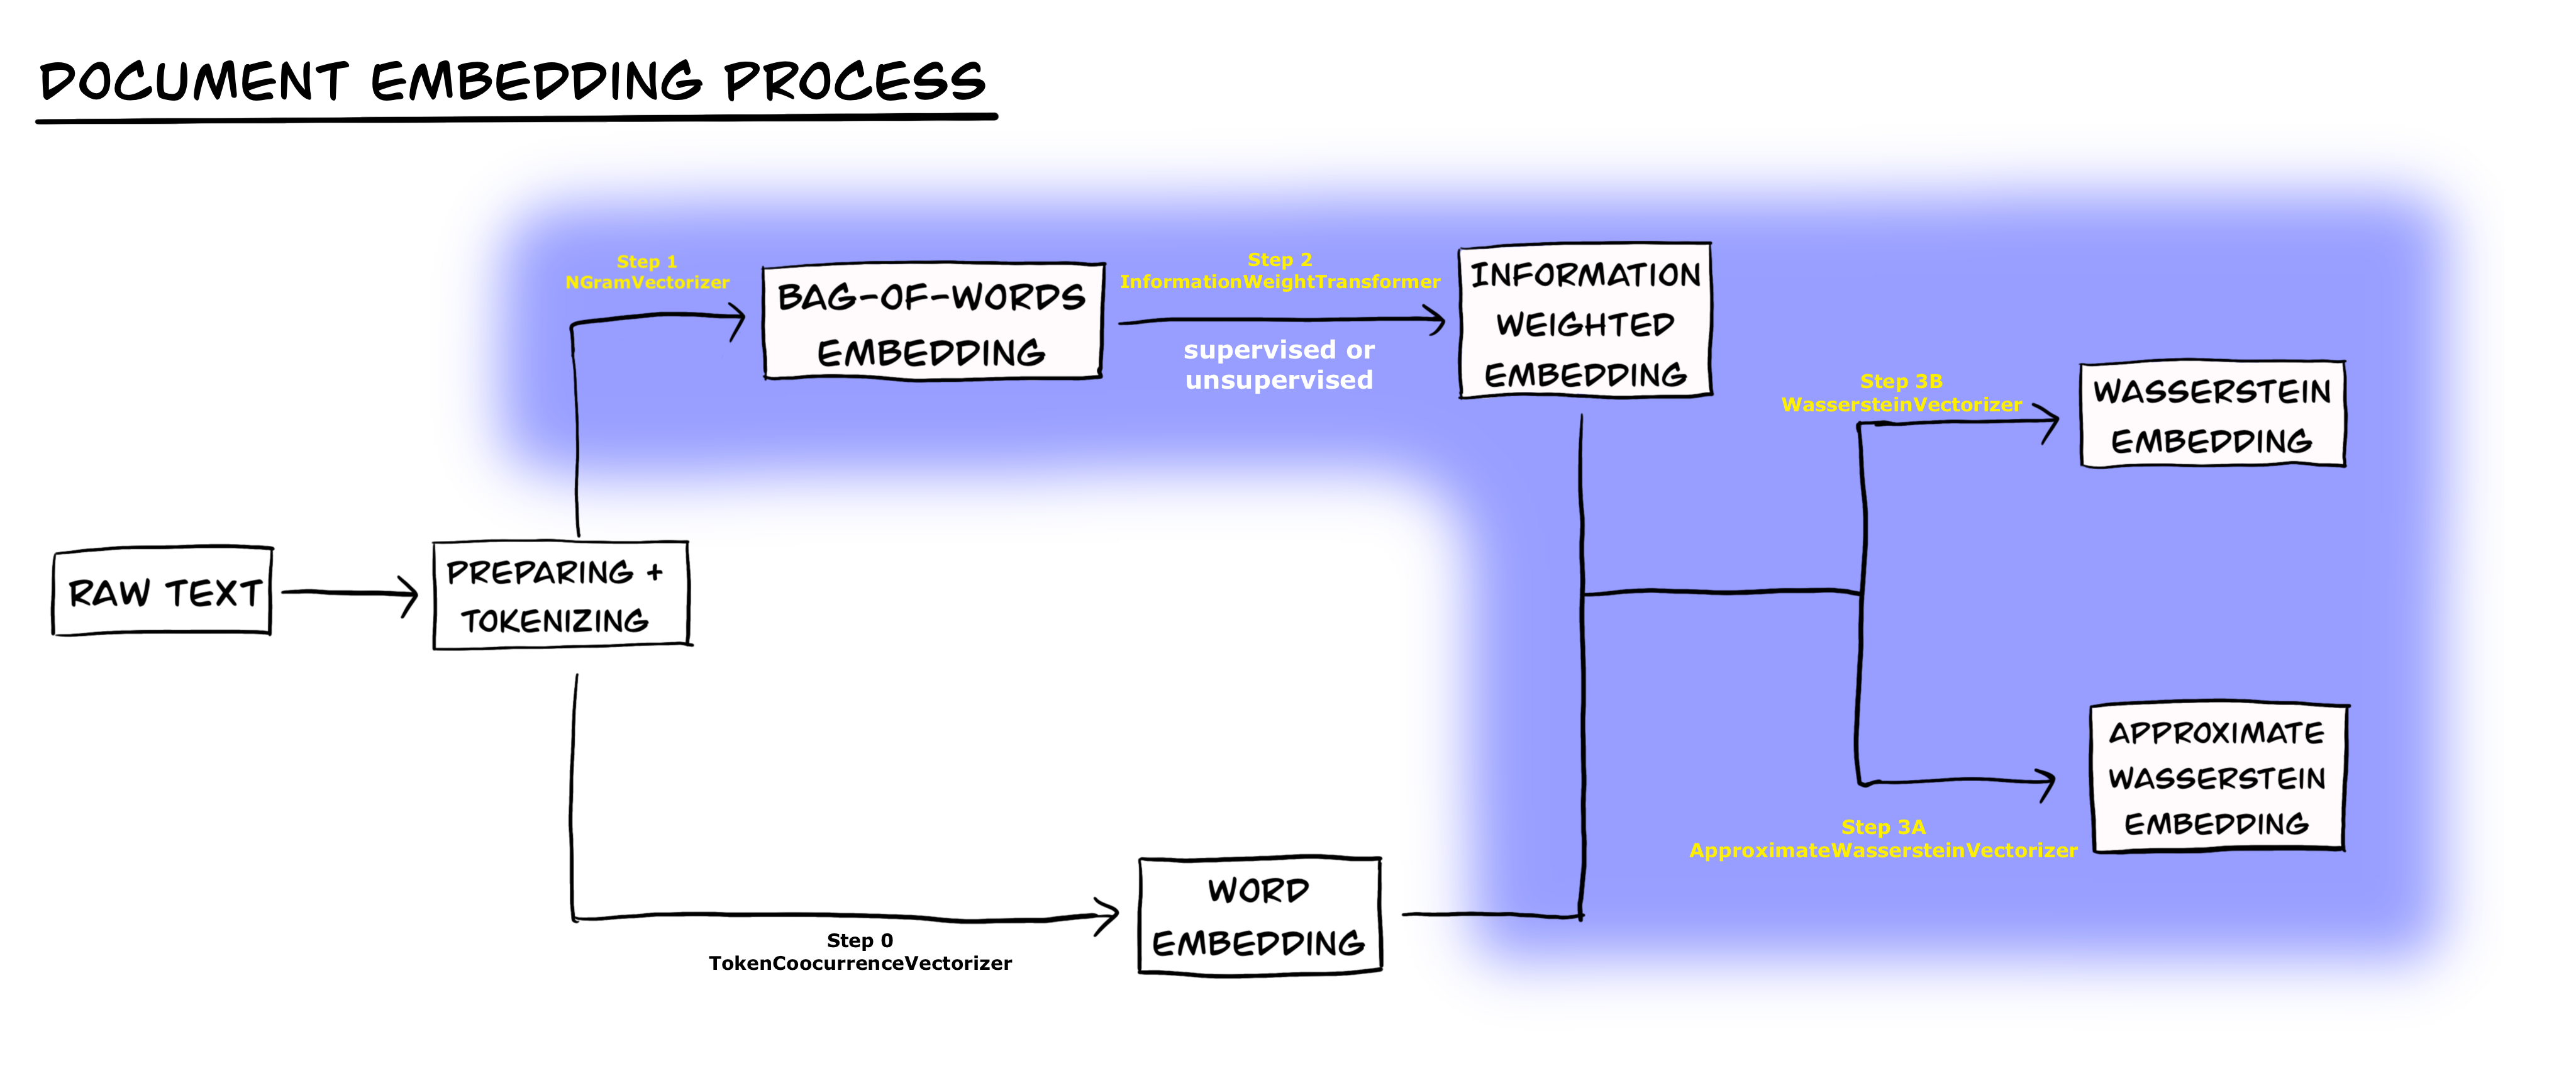 DOCUMENT EMBEDDING PROCESS
Step 1
NGramVectorizer
BAG-OF-WORDS
EMBEDDING
Step 2
InformationWeightTransformer
supervised or
unsupervised
INFORMATION
WEIGHTED
EMBEDDING
Step 3B
WassersteinVectorizer
WASSERSTEIN
EMBEDDING
RAW TEXT
PREPARING +
TOKENIZING
Step 3A
ApproximateWassersteinVectorizer
APPROXIMATE
WASSERSTEIN
EMBEDDING
Step 0
TokenCoocurrenceVectorizer
WORD
EMBEDDING